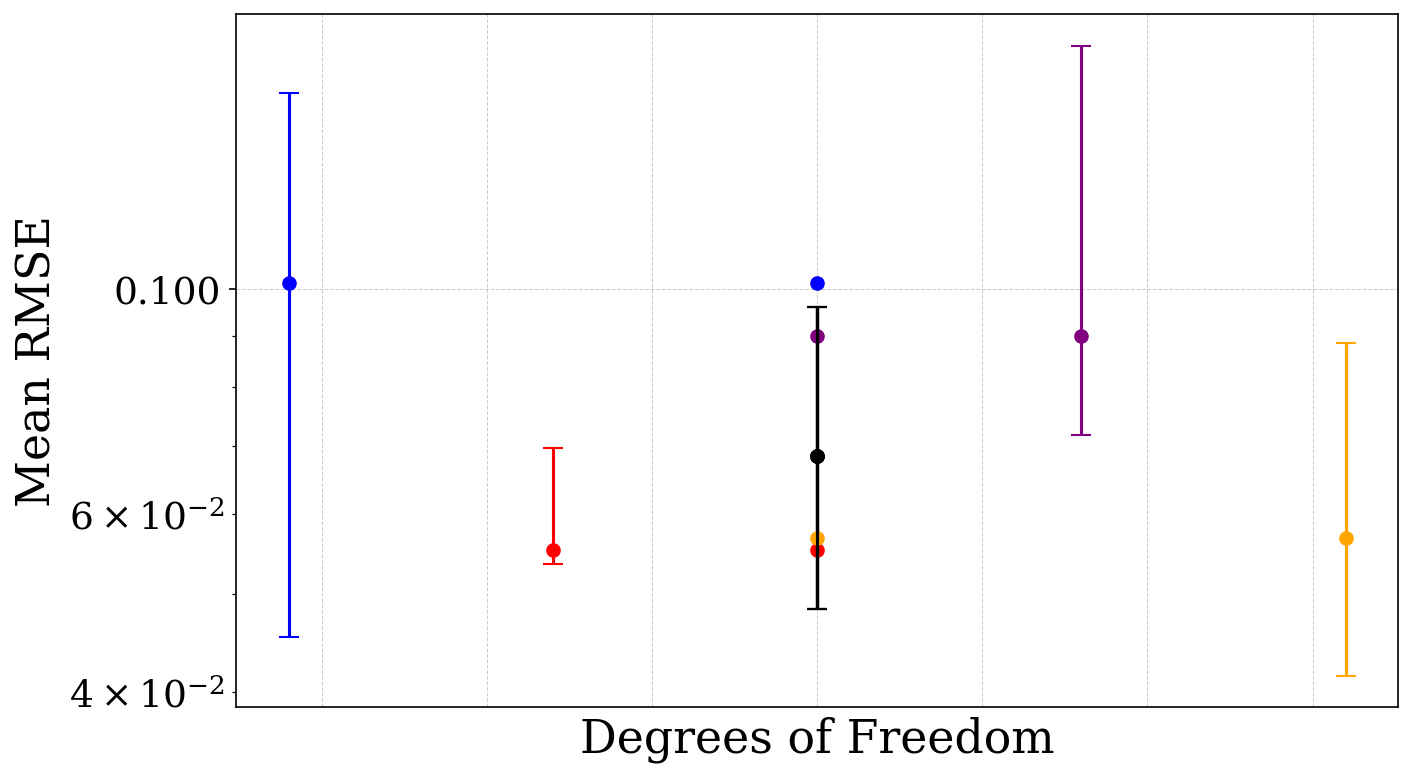 Mean RMSE
0.100
6 × 10⁻²
4 × 10⁻²
Degrees of Freedom